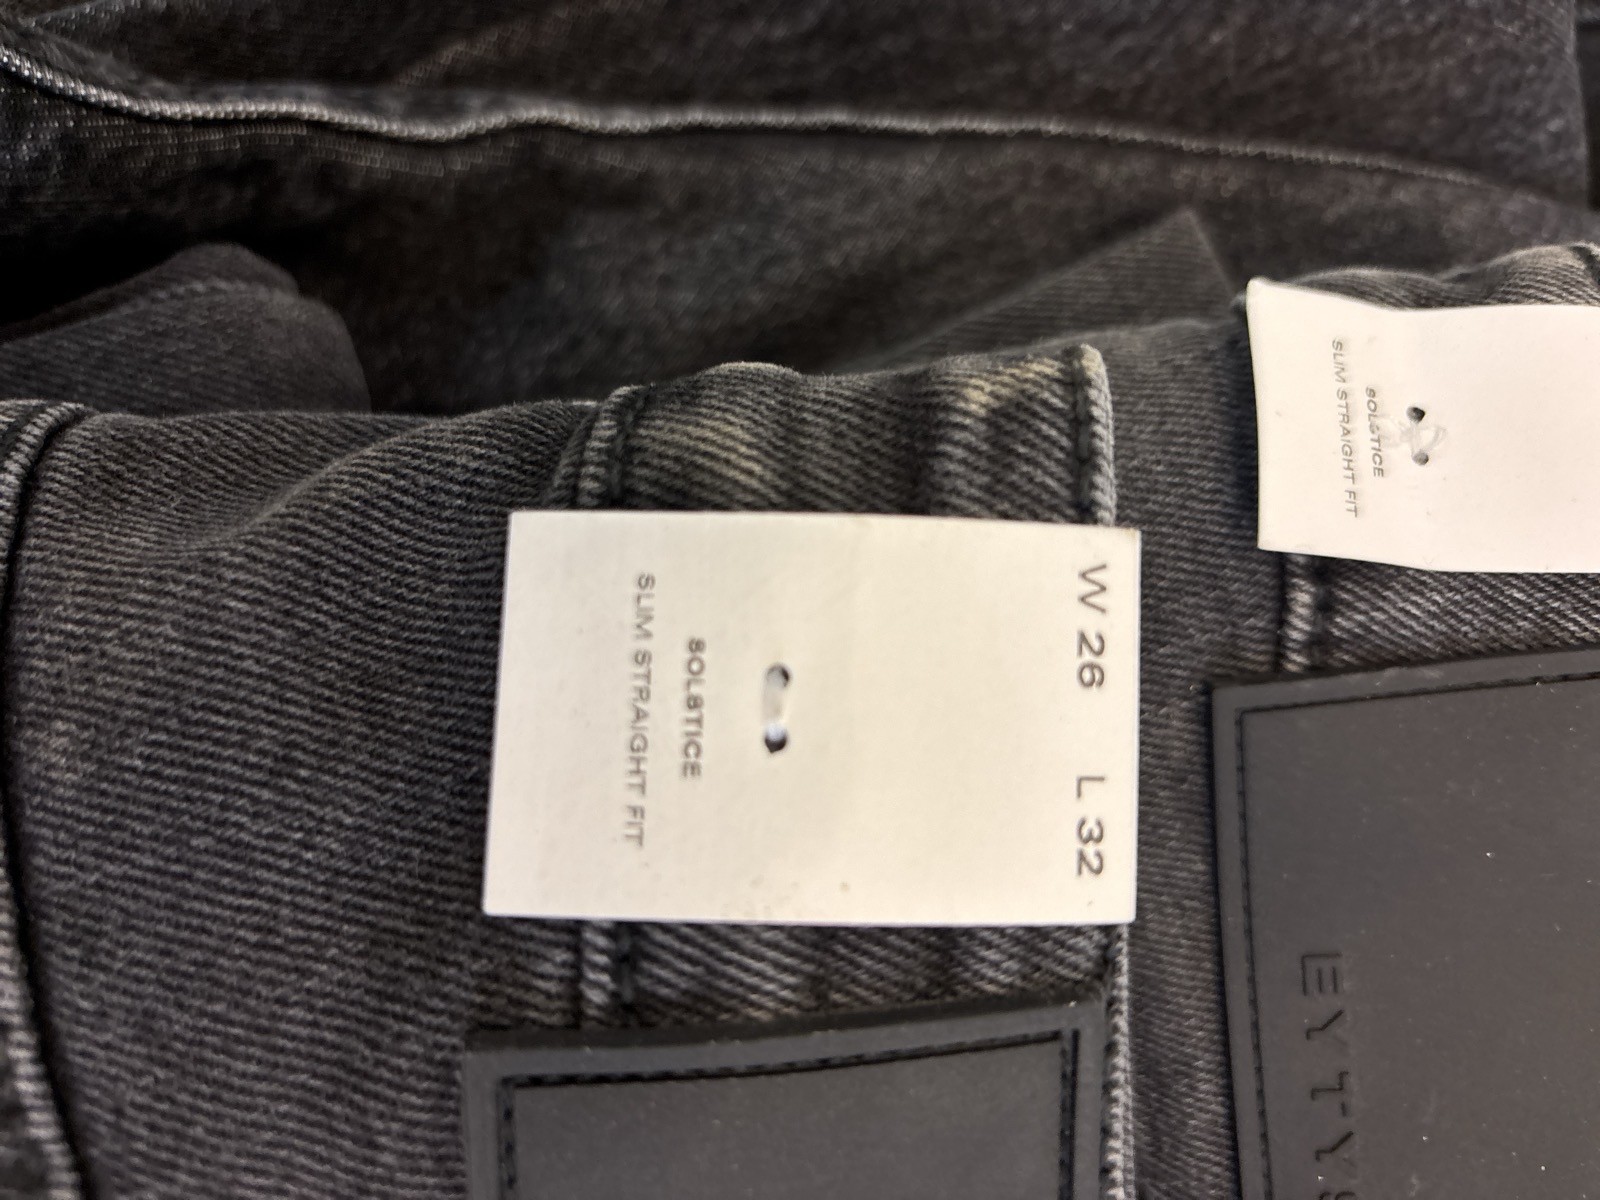 W 26 L 32
SOLSTICE
SLIM STRAIGHT FIT
SOLSTICE
SLIM STRAIGHT FIT
EYTYS